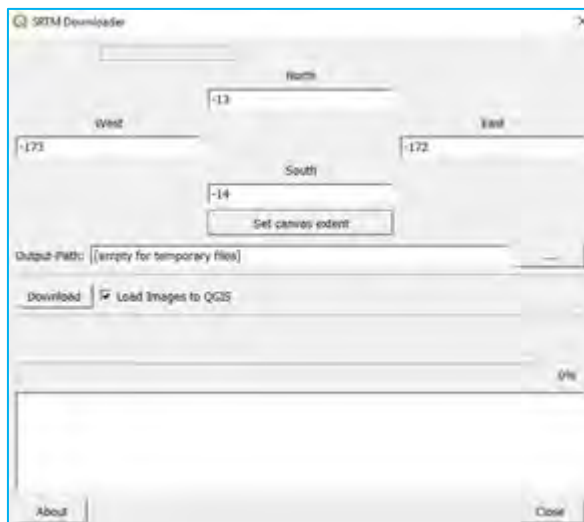 SRTM Downloader
North
-13
West East
-173 -172
South
-14
Set canvas extent
Output-Path: [empty for temporary files] ...
Download Load Images to QGIS
0%
About Close